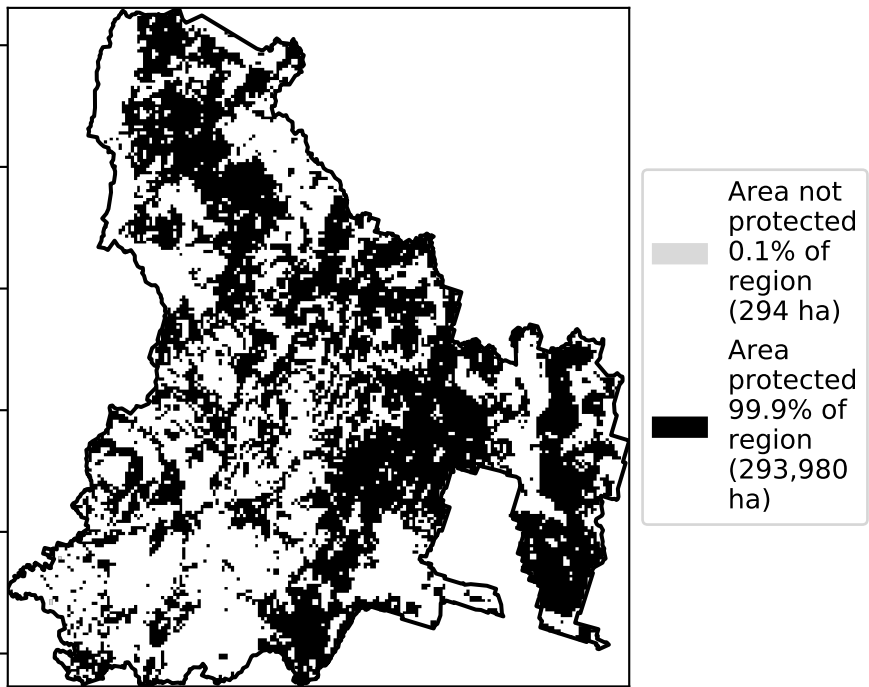 Area not
protected
0.1% of
region
(294 ha)
Area
protected
99.9% of
region
(293,980
ha)